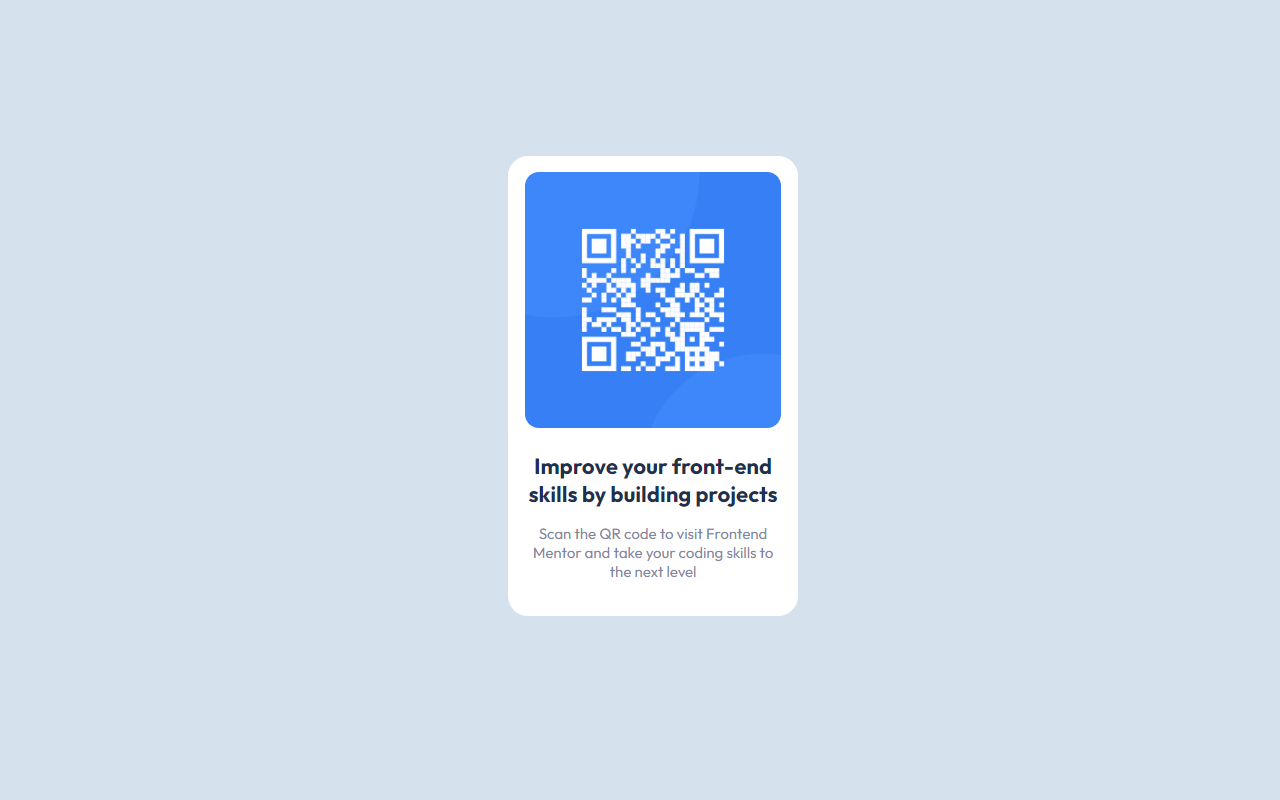 Improve your front-end
skills by building projects
Scan the QR code to visit Frontend
Mentor and take your coding skills to
the next level